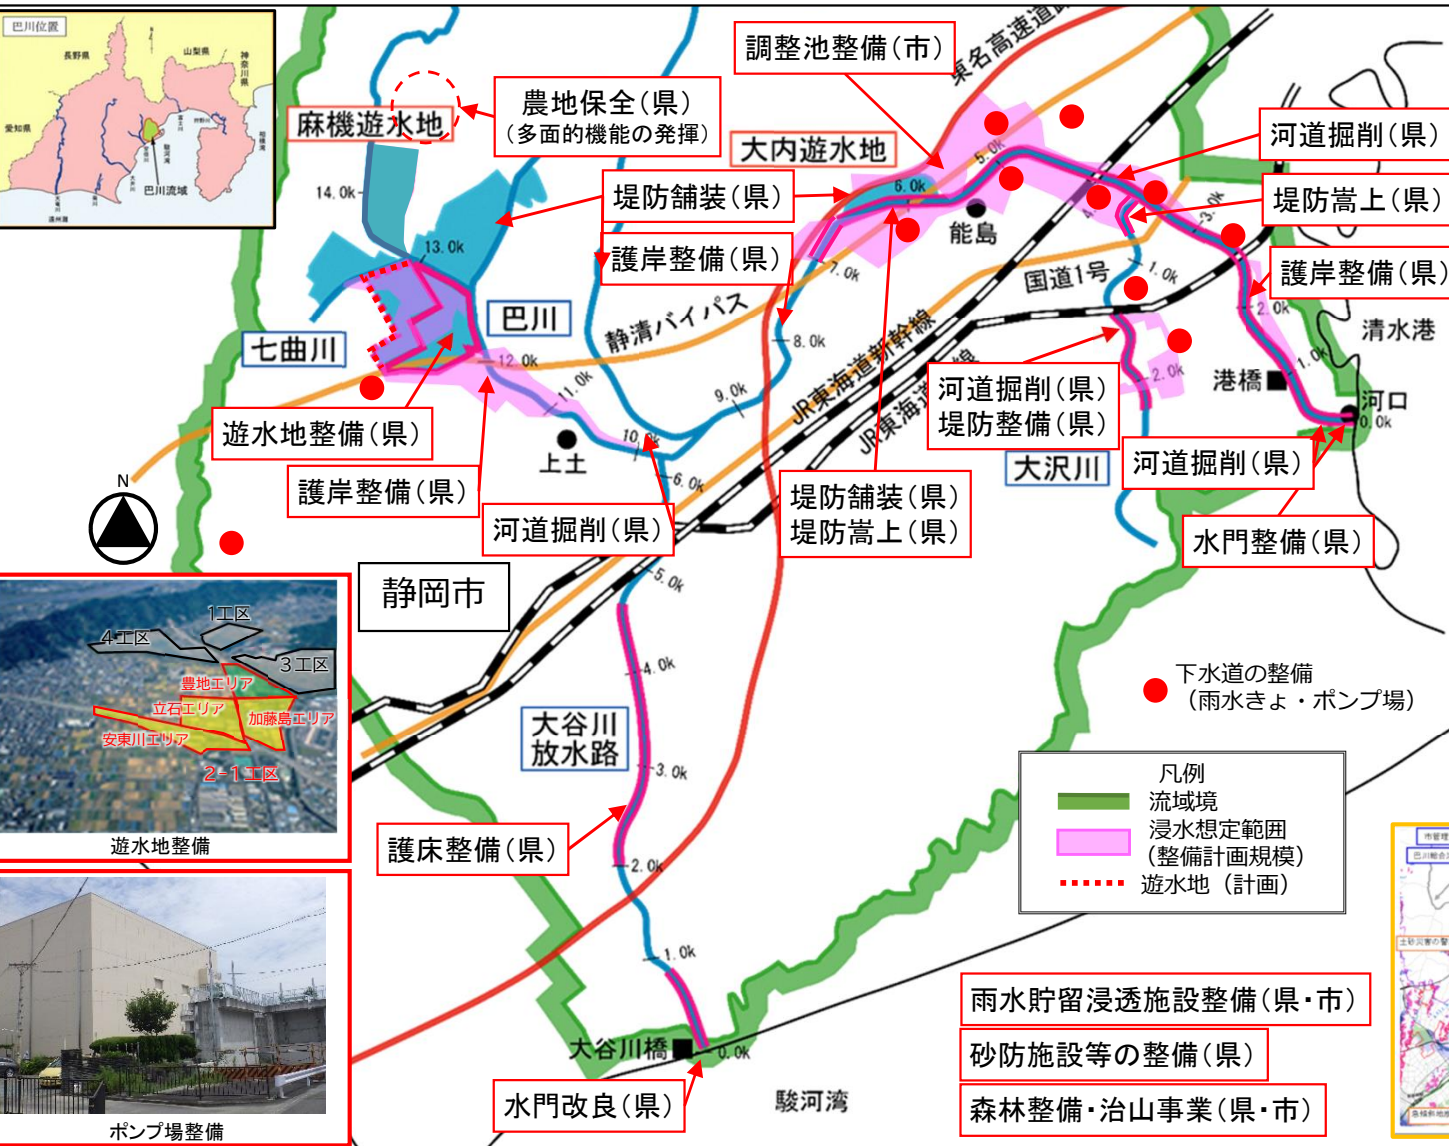 巴川位置
長野県
山梨県
神奈川県
愛知県
巴川流域
駿河湾
遠州灘
麻機遊水地
農地保全(県)
(多面的機能の発揮)
調整池整備(市)
東名高速道路
大内遊水地
河道掘削(県)
堤防舗装(県)
堤防嵩上(県)
護岸整備(県)
護岸整備(県)
14.0k
13.0k
12.0k
11.0k
10.0k
9.0k
8.0k
7.0k
6.0k
5.0k
3.0k
2.0k
1.0k
0.0k
能島
国道1号
1.0k
2.0k
清水港
港橋
河口
巴川
七曲川
静清バイパス
JR東海道新幹線
JR東海道
遊水地整備(県)
上土
護岸整備(県)
河道掘削(県)
河道掘削(県)
堤防整備(県)
大沢川
河道掘削(県)
堤防舗装(県)
堤防嵩上(県)
水門整備(県)
N
静岡市
6.0k
5.0k
4.0k
3.0k
2.0k
1.0k
0.0k
大谷川
放水路
護床整備(県)
大谷川橋
水門改良(県)
駿河湾
1工区
4工区
3工区
豊地エリア
立石エリア
加藤島エリア
安東川エリア
2-1工区
遊水地整備
ポンプ場整備
下水道の整備
(雨水きょ・ポンプ場)
凡例
流域境
浸水想定範囲
(整備計画規模)
遊水地（計画）
雨水貯留浸透施設整備(県・市)
砂防施設等の整備(県)
森林整備・治山事業(県・市)
市管理
土砂災害の警